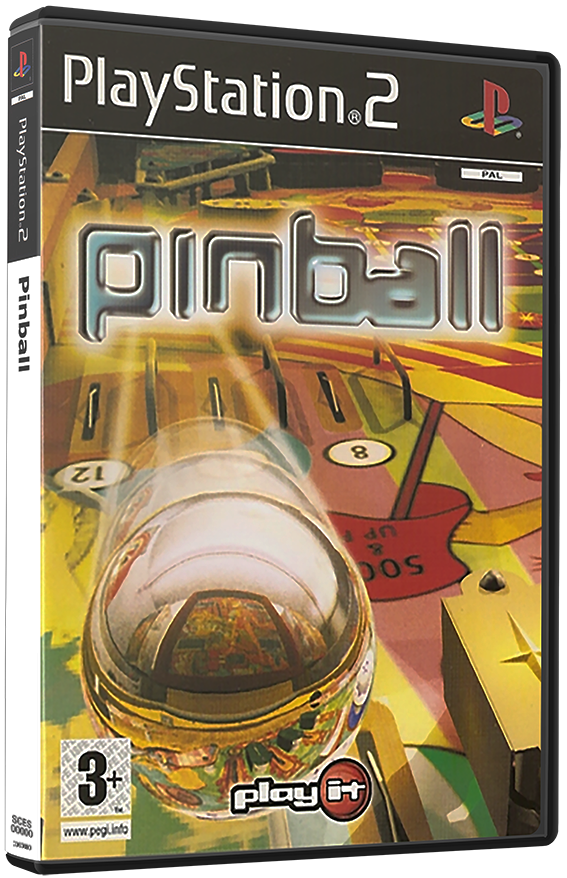 PAL
PlayStation.2
Pinball
SCES
00000
PlayStation®2
PAL
pinball
12
8
500
&
UP
3+
™
www.pegi.info
play it